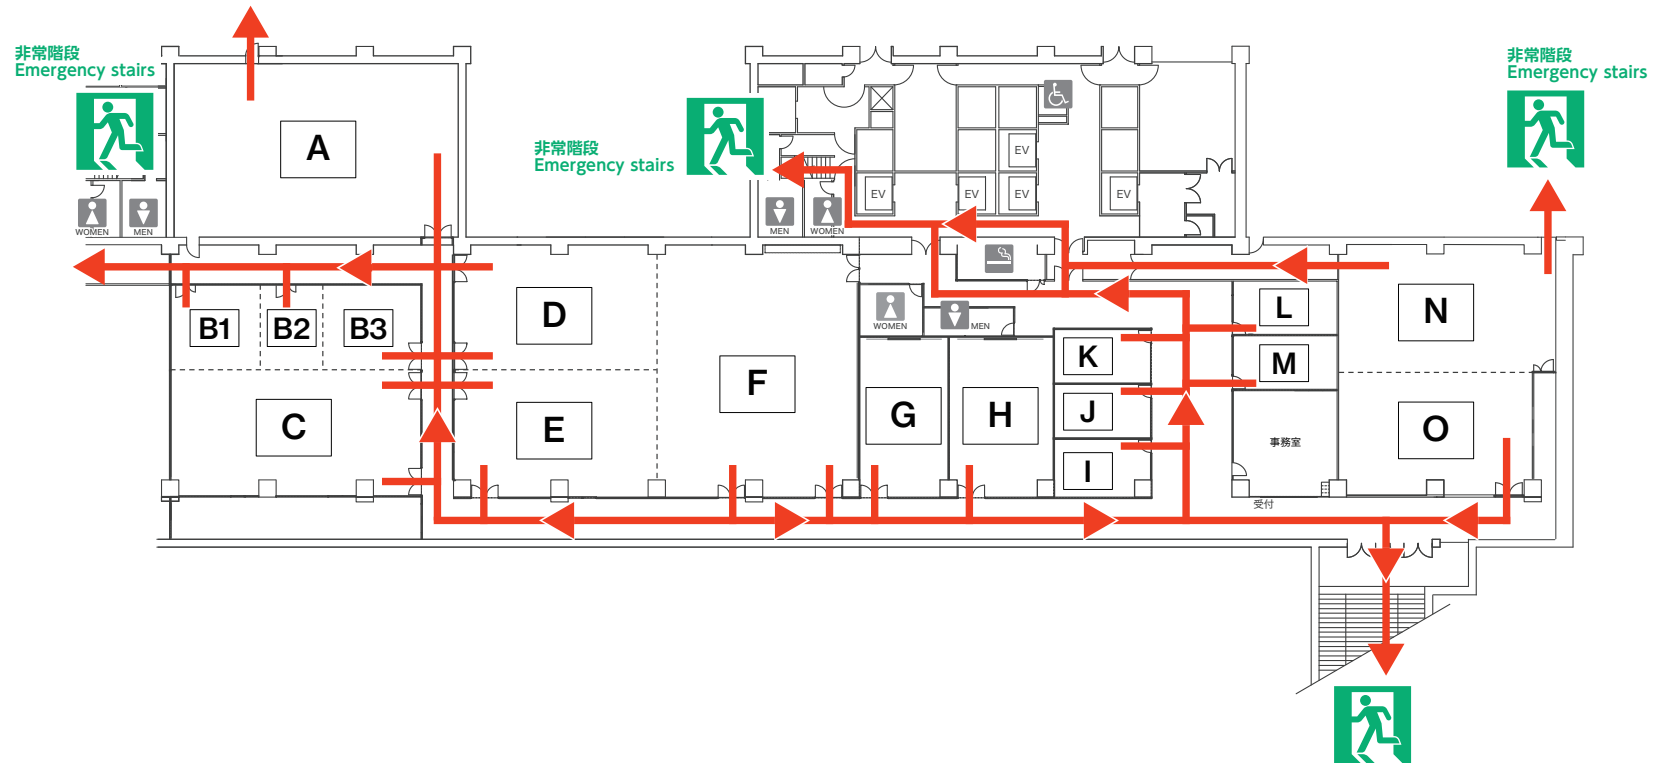 非常階段
Emergency stairs
非常階段
Emergency stairs
非常階段
Emergency stairs
A
WOMEN
MEN
MEN
WOMEN
EV
EV
EV
EV
EV
B1
B2
B3
C
D
E
F
WOMEN
MEN
G
H
K
J
I
L
M
N
O
事務室
受付